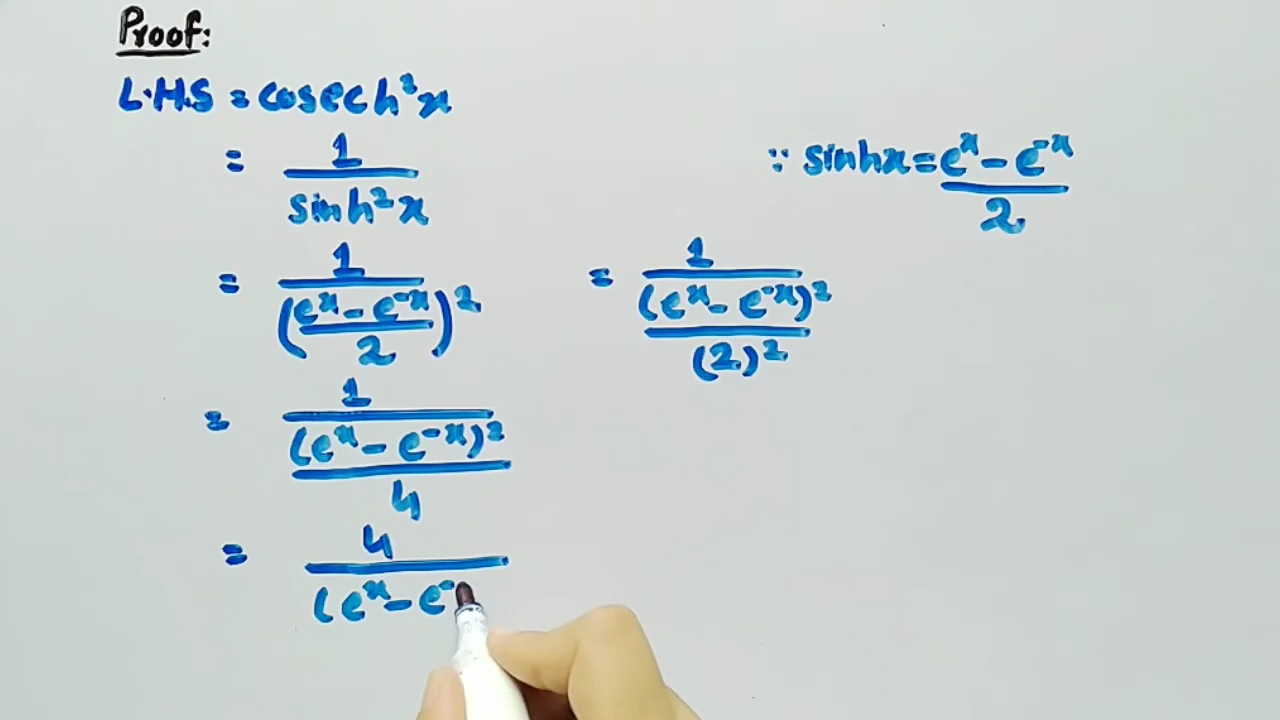 Proof:
L.H.S = cosech²x
= 1
sinh²x
∵ sinhx = eˣ - e⁻ˣ
2
= 1
(eˣ - e⁻ˣ)²
2
= 1
(eˣ - e⁻ˣ)²
(2)²
= 1
(eˣ - e⁻ˣ)²
4
= 4
(eˣ - e⁻